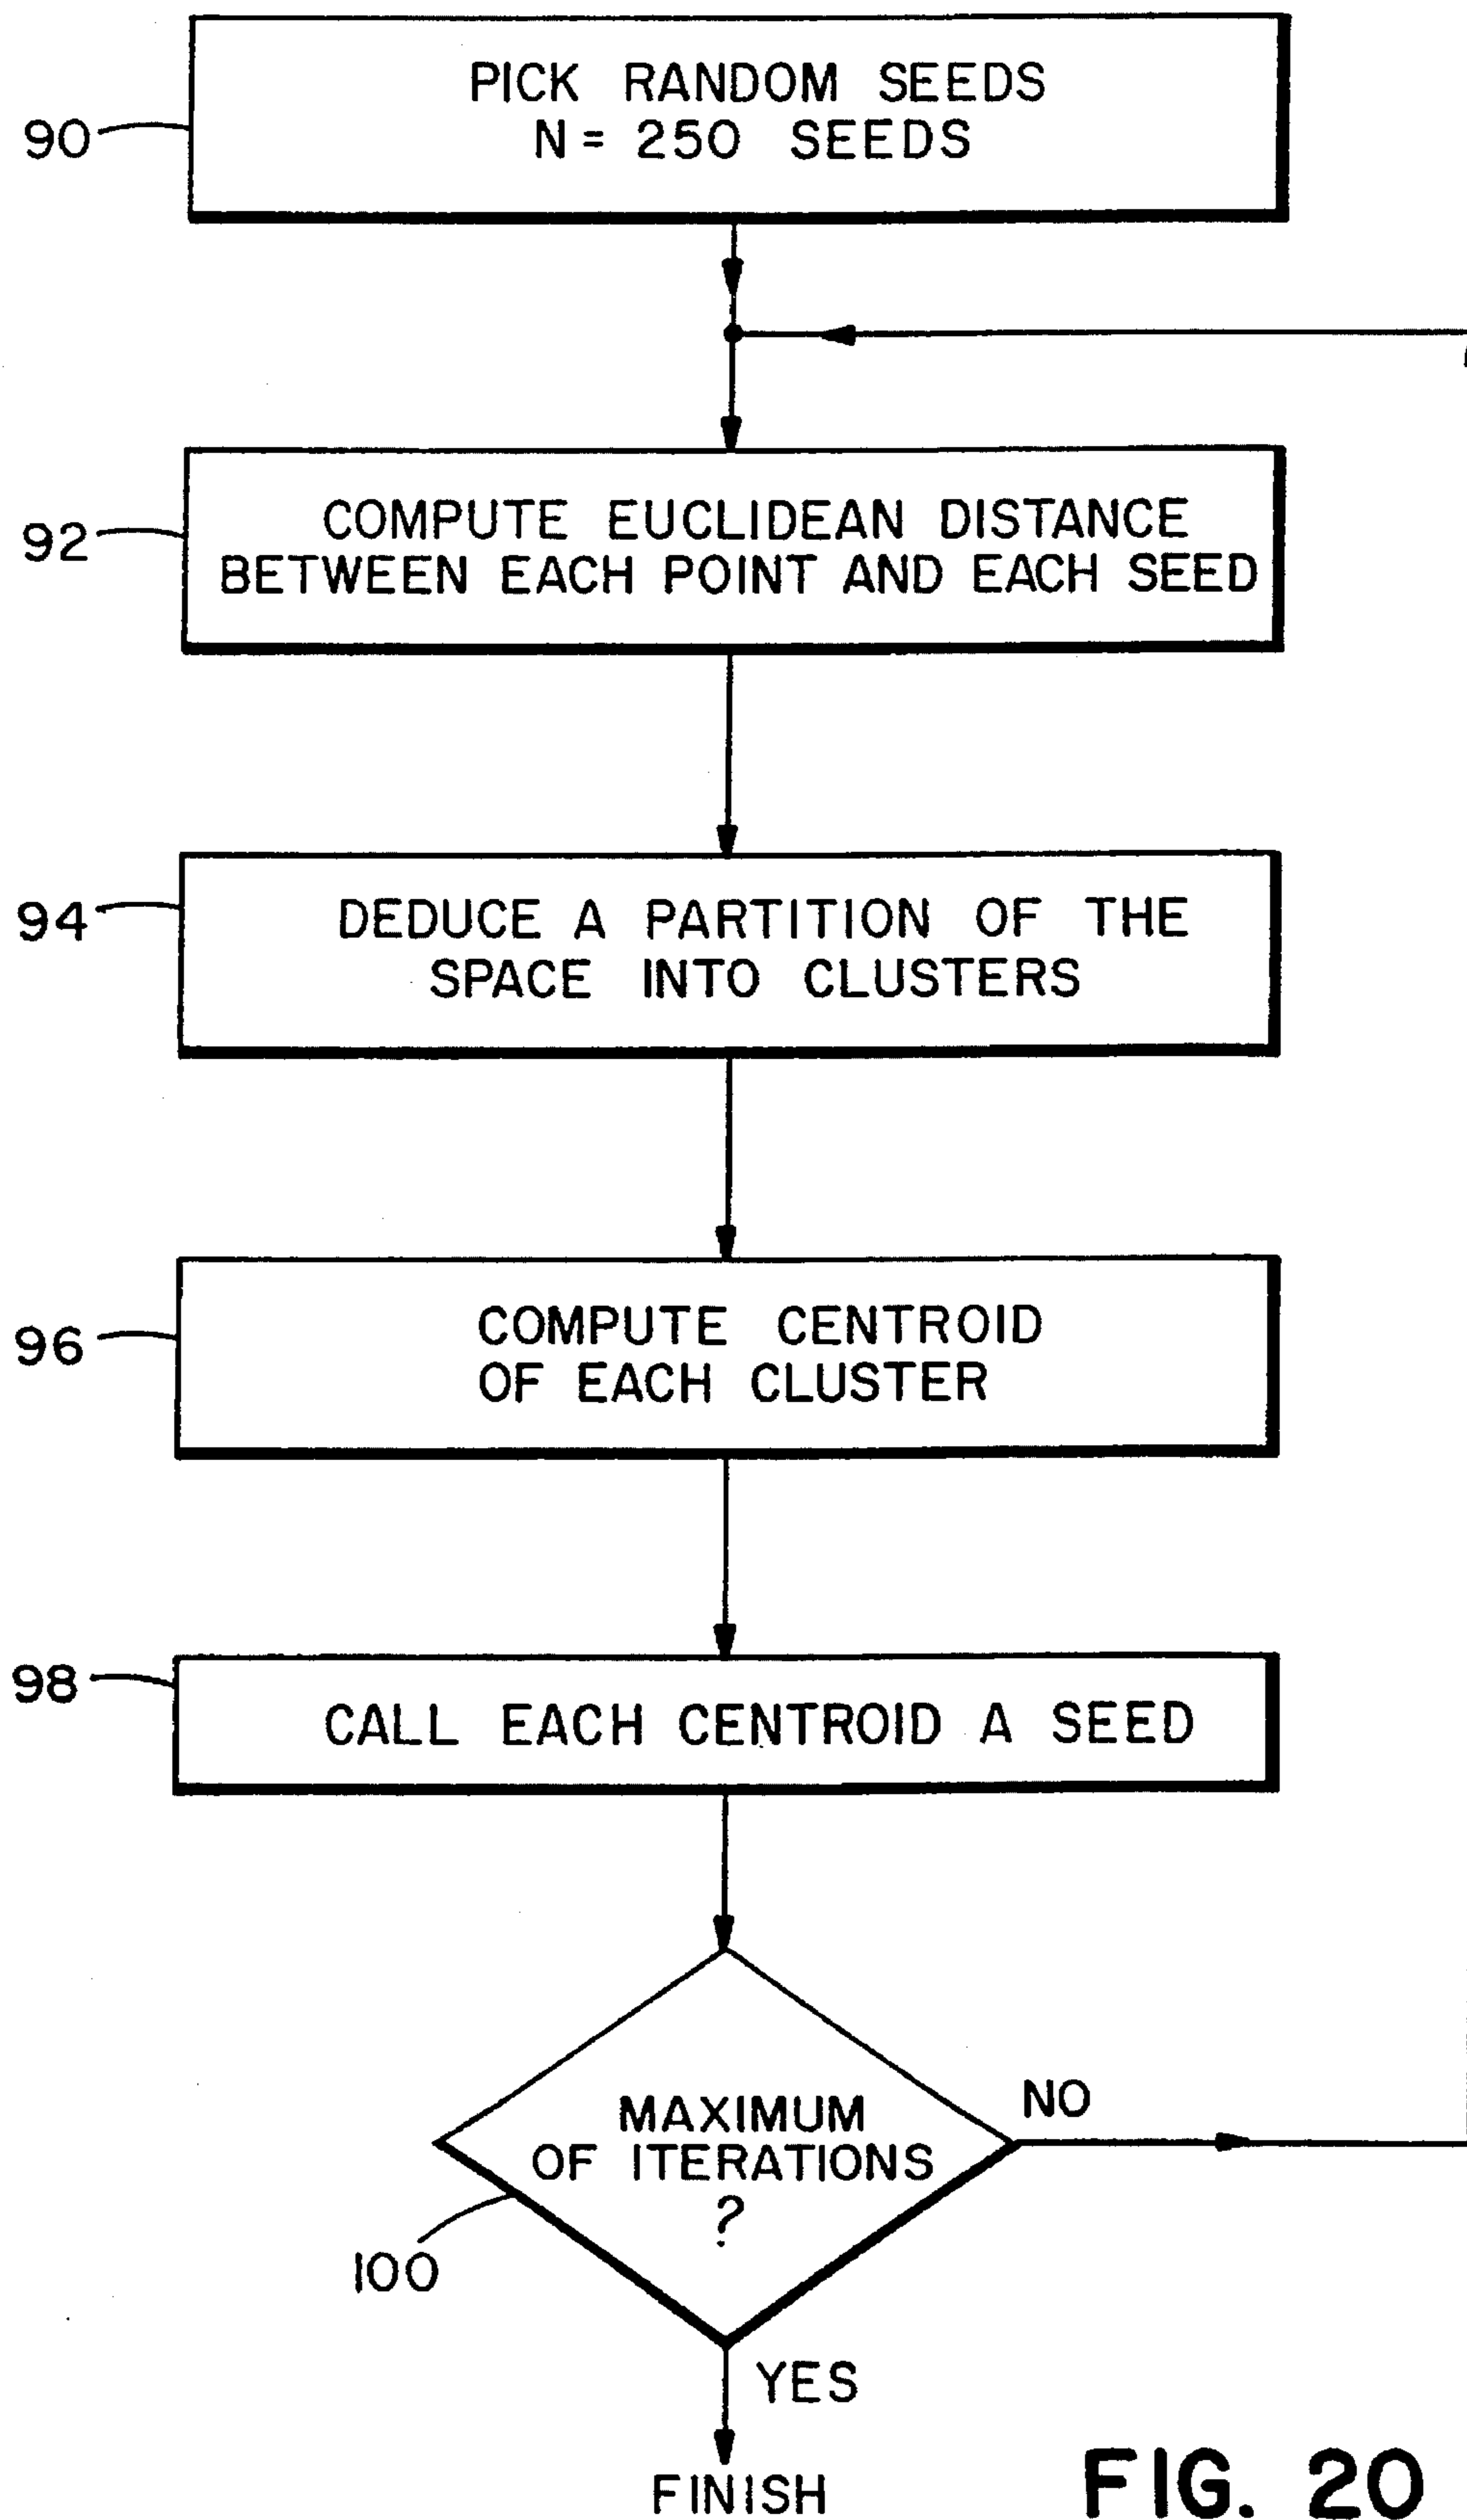 PICK RANDOM SEEDS
N = 250 SEEDS
90
COMPUTE EUCLIDEAN DISTANCE
BETWEEN EACH POINT AND EACH SEED
92
DEDUCE A PARTITION OF THE
SPACE INTO CLUSTERS
94
COMPUTE CENTROID
OF EACH CLUSTER
96
CALL EACH CENTROID A SEED
98
MAXIMUM
OF ITERATIONS
?
NO
100
YES
FINISH
FIG. 20